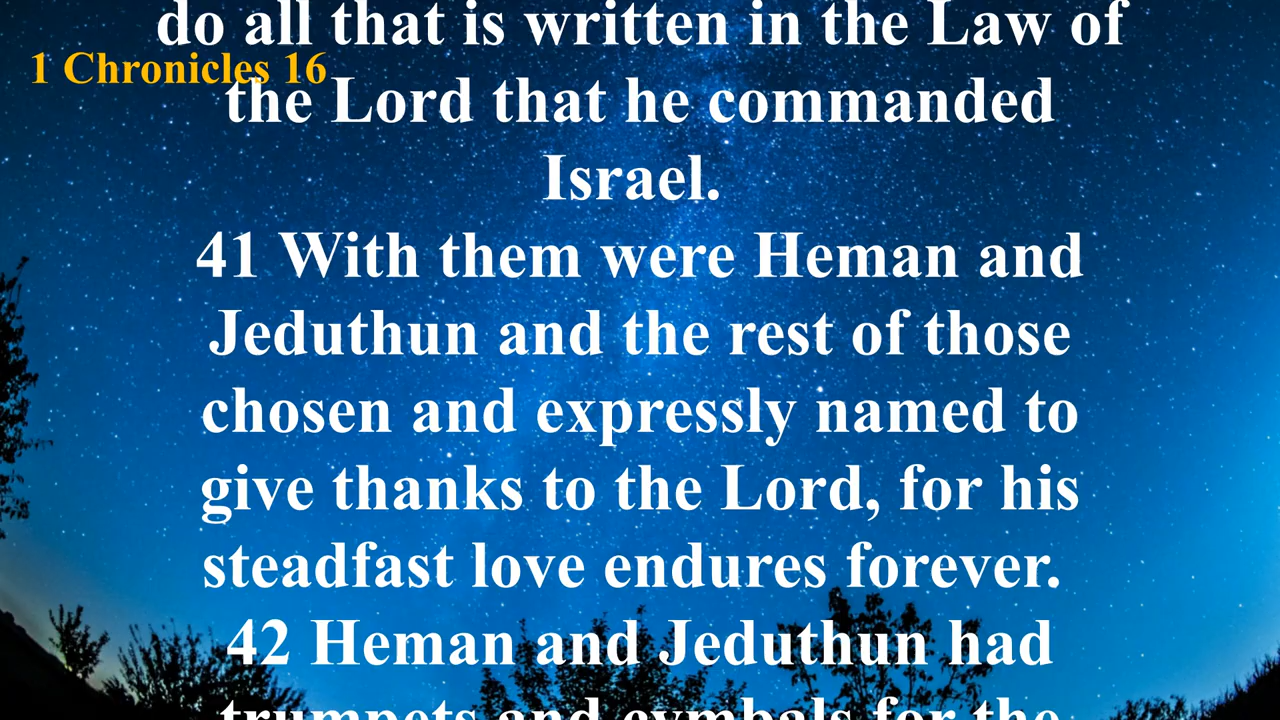 do all that is written in the Law of
1 Chronicles 16
the Lord that he commanded
Israel.
41 With them were Heman and
Jeduthun and the rest of those
chosen and expressly named to
give thanks to the Lord, for his
steadfast love endures forever.
42 Heman and Jeduthun had
trumpets and cymbals for the